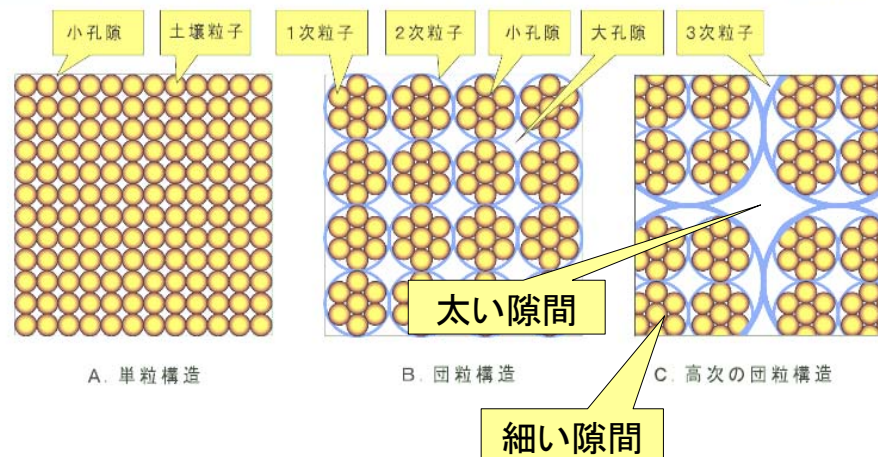 小孔隙
土壌粒子
1次粒子
2次粒子
小孔隙
大孔隙
3次粒子
太い隙間
A. 単粒構造
B. 団粒構造
C. 高次の団粒構造
細い隙間